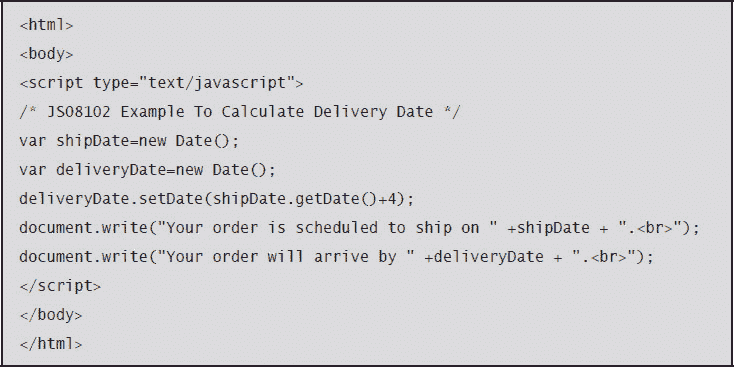 <html>
<body>
<script type="text/javascript">
/* JS08102 Example To Calculate Delivery Date */
var shipDate=new Date();
var deliveryDate=new Date();
deliveryDate.setDate(shipDate.getDate()+4);
document.write("Your order is scheduled to ship on " +shipDate + ".<br>");
document.write("Your order will arrive by " +deliveryDate + ".<br>");
</script>
</body>
</html>